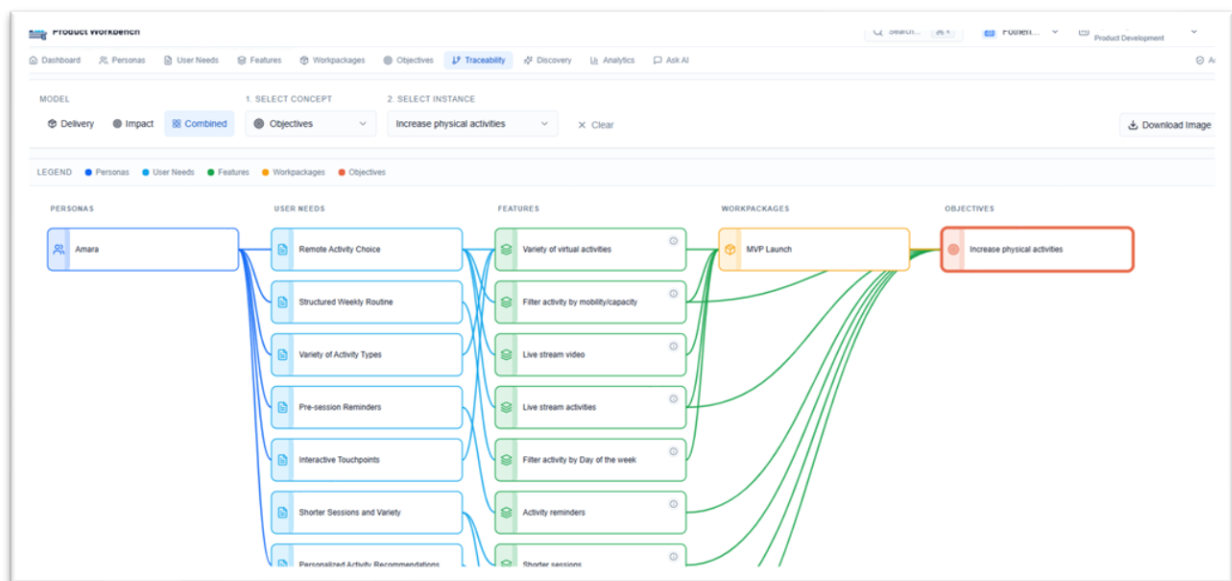 Product Workbench
Search...
Product Development
Dashboard Personas User Needs Features Workpackages Objectives Traceability Discovery Analytics Ask AI
MODEL 1. SELECT CONCEPT 2. SELECT INSTANCE
Delivery Impact Combined Objectives Increase physical activities Clear Download Image
LEGEND Personas User Needs Features Workpackages Objectives
PERSONAS USER NEEDS FEATURES WORKPACKAGES OBJECTIVES
Amara Remote Activity Choice Variety of virtual activities MVP Launch Increase physical activities
Structured Weekly Routine Filter activity by mobility/capacity
Variety of Activity Types Live stream video
Pre-session Reminders Live stream activities
Interactive Touchpoints Filter activity by Day of the week
Shorter Sessions and Variety Activity reminders
Personalized Activity Recommendations Shorter sessions